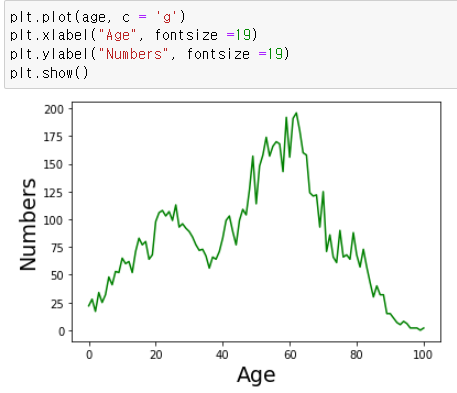 plt.plot(age, c = 'g')
plt.xlabel("Age", fontsize =19)
plt.ylabel("Numbers", fontsize =19)
plt.show()
200
175
150
125
100
75
50
25
0
Numbers
0 20 40 60 80 100
Age